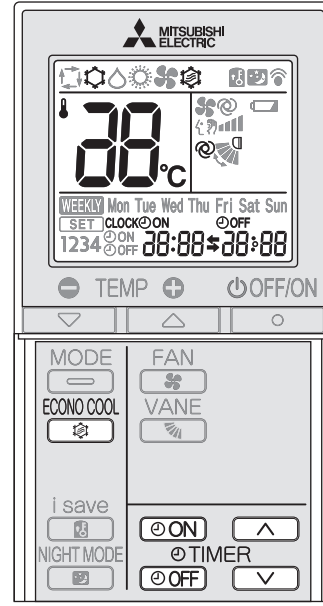 MITSUBISHI
ELECTRIC
88°C
WEEKLY Mon Tue Wed Thu Fri Sat Sun
SET CLOCK ON OFF
1234 ON OFF 88:88 88:88
TEMP OFF/ON
MODE FAN
ECONO COOL VANE
i save
ON
NIGHT MODE TIMER
OFF